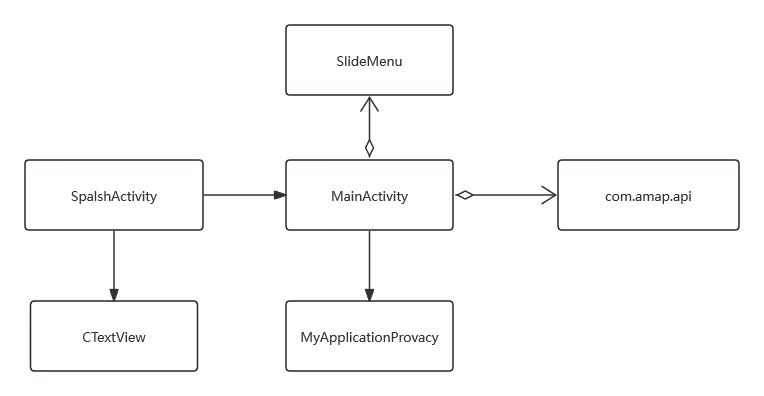 SlideMenu
SpalshActivity
MainActivity
com.amap.api
CTextView
MyApplicationProvacy